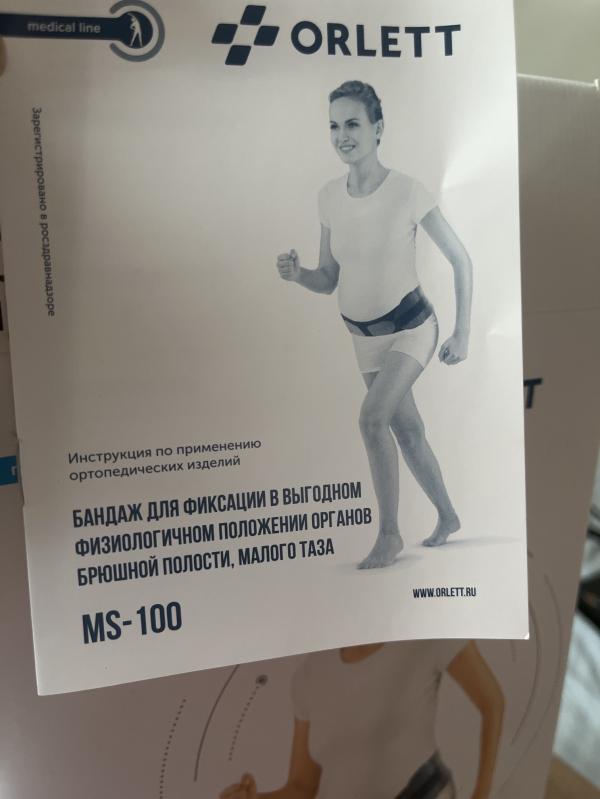 medical line
ORLETT
Зарегистрировано в росздравнадзоре
Инструкция по применению
ортопедических изделий
БАНДАЖ ДЛЯ ФИКСАЦИИ В ВЫГОДНОМ
ФИЗИОЛОГИЧНОМ ПОЛОЖЕНИИ ОРГАНОВ
БРЮШНОЙ ПОЛОСТИ, МАЛОГО ТАЗА
WWW.ORLETT.RU
MS-100